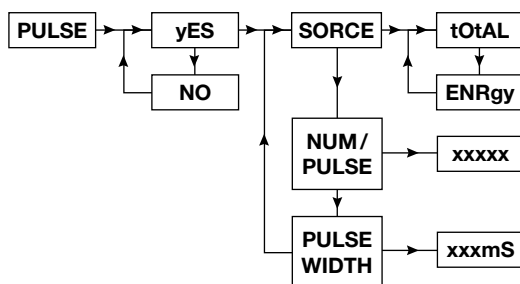 PULSE
yES
SORCE
tOtAL
NO
ENRgy
NUM/
PULSE
xxxxx
PULSE
WIDTH
xxxmS